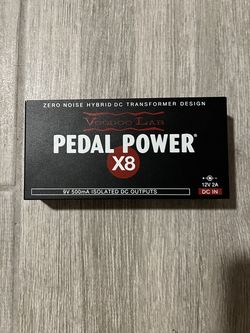 ZERO NOISE HYBRID DC TRANSFORMER DESIGN
VOODOO LAB
PEDAL POWER®
X8
12V 2A
9V 500mA ISOLATED DC OUTPUTS
DC IN